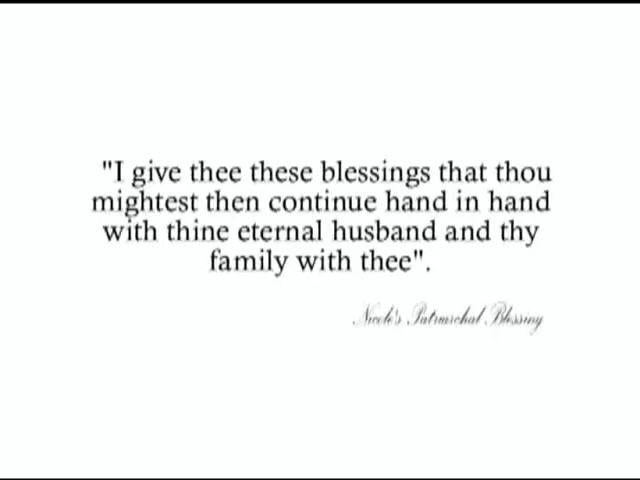 "I give thee these blessings that thou
mightest then continue hand in hand
with thine eternal husband and thy
family with thee".
Nicole's Patriarchal Blessing